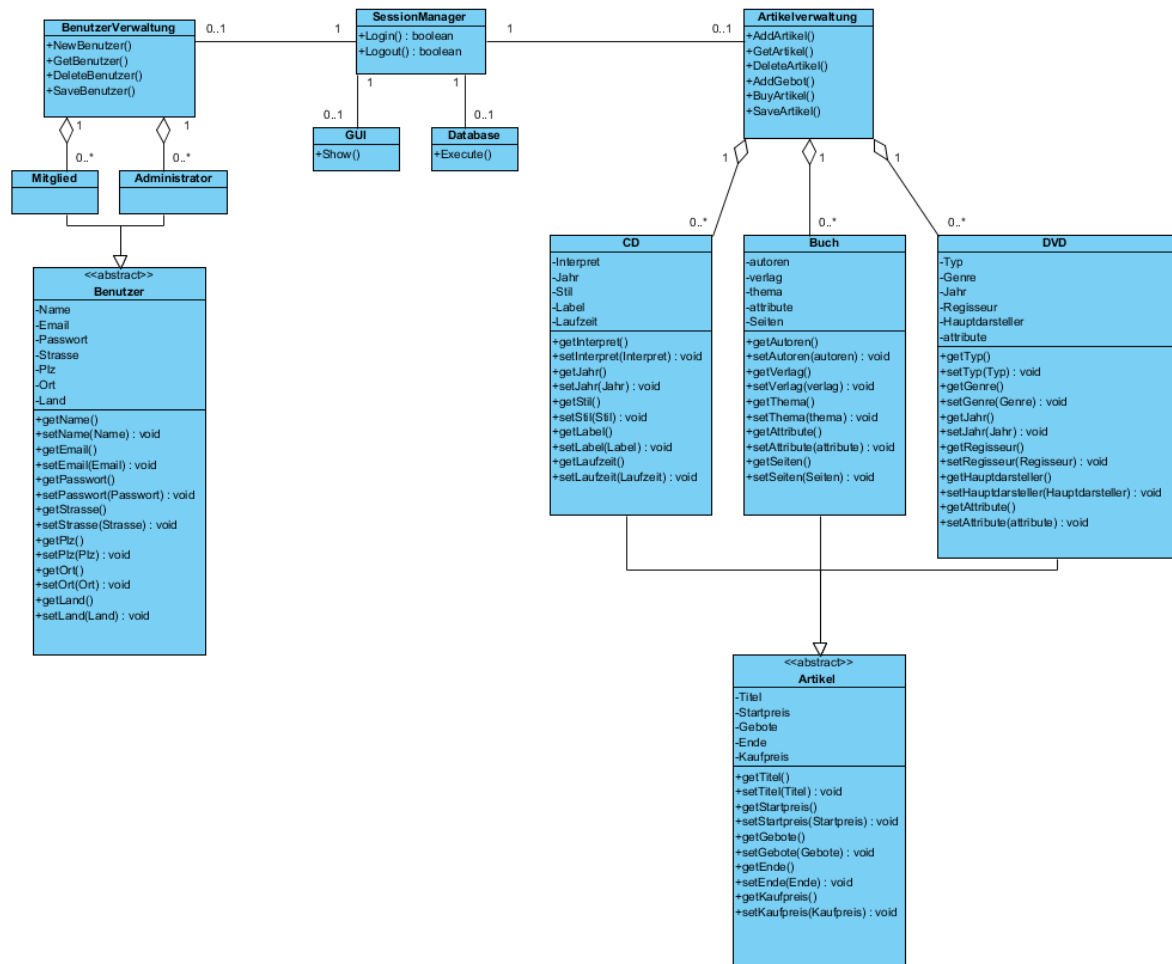 BenutzerVerwaltung
+NewBenutzer()
+GetBenutzer()
+DeleteBenutzer()
+SaveBenutzer()
0..1
1
SessionManager
+Login() : boolean
+Logout() : boolean
1
0..1
Artikelverwaltung
+AddArtikel()
+GetArtikel()
+DeleteArtikel()
+AddGebot()
+BuyArtikel()
+SaveArtikel()
1
1
0..1
0..1
GUI
+Show()
Database
+Execute()
1
1
0..*
0..*
Mitglied
Administrator
<<abstract>>
Benutzer
-Name
-Email
-Passwort
-Strasse
-Plz
-Ort
-Land
+getName()
+setName(Name) : void
+getEmail()
+setEmail(Email) : void
+getPasswort()
+setPasswort(Passwort) : void
+getStrasse()
+setStrasse(Strasse) : void
+getPlz()
+setPlz(Plz) : void
+getOrt()
+setOrt(Ort) : void
+getLand()
+setLand(Land) : void
1
1
1
0..*
0..*
0..*
CD
-Interpret
-Jahr
-Stil
-Label
-Laufzeit
+getInterpret()
+setInterpret(Interpret) : void
+getJahr()
+setJahr(Jahr) : void
+getStil()
+setStil(Stil) : void
+getLabel()
+setLabel(Label) : void
+getLaufzeit()
+setLaufzeit(Laufzeit) : void
Buch
-autoren
-verlag
-thema
-attribute
-Seiten
+getAutoren()
+setAutoren(autoren) : void
+getVerlag()
+setVerlag(verlag) : void
+getThema()
+setThema(thema) : void
+getAttribute()
+setAttribute(attribute) : void
+getSeiten()
+setSeiten(Seiten) : void
DVD
-Typ
-Genre
-Jahr
-Regisseur
-Hauptdarsteller
-attribute
+getTyp()
+setTyp(Typ) : void
+getGenre()
+setGenre(Genre) : void
+getJahr()
+setJahr(Jahr) : void
+getRegisseur()
+setRegisseur(Regisseur) : void
+getHauptdarsteller()
+setHauptdarsteller(Hauptdarsteller) : void
+getAttribute()
+setAttribute(attribute) : void
<<abstract>>
Artikel
-Titel
-Startpreis
-Gebote
-Ende
-Kaufpreis
+getTitel()
+setTitel(Titel) : void
+getStartpreis()
+setStartpreis(Startpreis) : void
+getGebote()
+setGebote(Gebote) : void
+getEnde()
+setEnde(Ende) : void
+getKaufpreis()
+setKaufpreis(Kaufpreis) : void